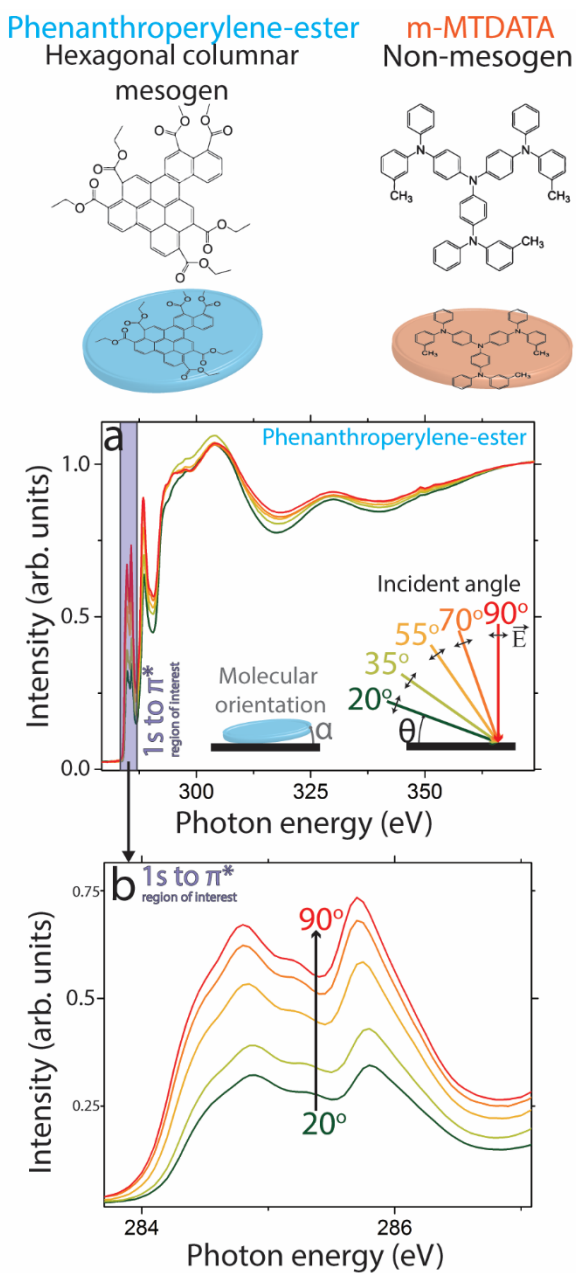 Phenanthroperylene-ester
Hexagonal columnar
mesogen
m-MTDATA
Non-mesogen
O
O
O
O
O
O
O
O
O
O
O
O
N
N
N
N
H₃C
CH₃
CH₃
a
Phenanthroperylene-ester
1.0
0.5
0.0
Intensity (arb. units)
1s to π*
region of interest
Molecular
orientation
α
Incident angle
90°
70°
55°
35°
20°
E
θ
300
325
350
Photon energy (eV)
b
1s to π*
region of interest
0.75
0.5
0.25
Intensity (arb. units)
90°
20°
284
286
Photon energy (eV)